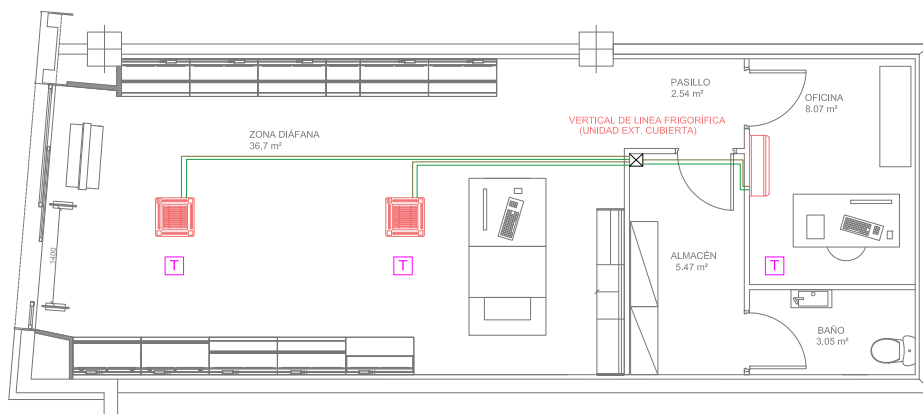 PASILLO
2.54 m²
OFICINA
8.07 m²
VERTICAL DE LINEA FRIGORÍFICA
(UNIDAD EXT. CUBIERTA)
ZONA DIÁFANA
36,7 m²
1400
T
T
ALMACÉN
5.47 m²
T
BAÑO
3.05 m²